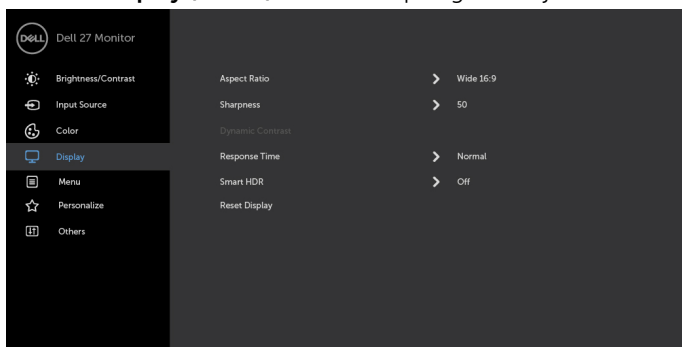 DELL Dell 27 Monitor
Brightness/Contrast
Input Source
Color
Display
Menu
Personalize
Others
Aspect Ratio Wide 16:9
Sharpness 50
Dynamic Contrast
Response Time Normal
Smart HDR Off
Reset Display